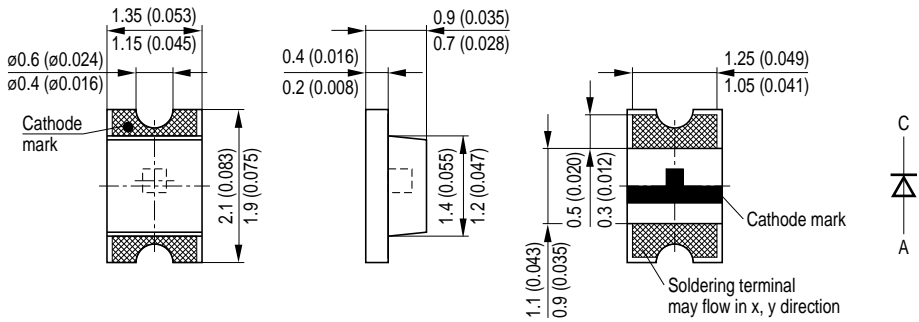 1.35 (0.053)
1.15 (0.045)
ø0.6 (ø0.024)
ø0.4 (ø0.016)
Cathode
mark
2.1 (0.083)
1.9 (0.075)
0.9 (0.035)
0.7 (0.028)
0.4 (0.016)
0.2 (0.008)
1.4 (0.055)
1.2 (0.047)
1.25 (0.049)
1.05 (0.041)
0.5 (0.020)
0.3 (0.012)
1.1 (0.043)
0.9 (0.035)
Cathode mark
Soldering terminal
may flow in x, y direction
C
A